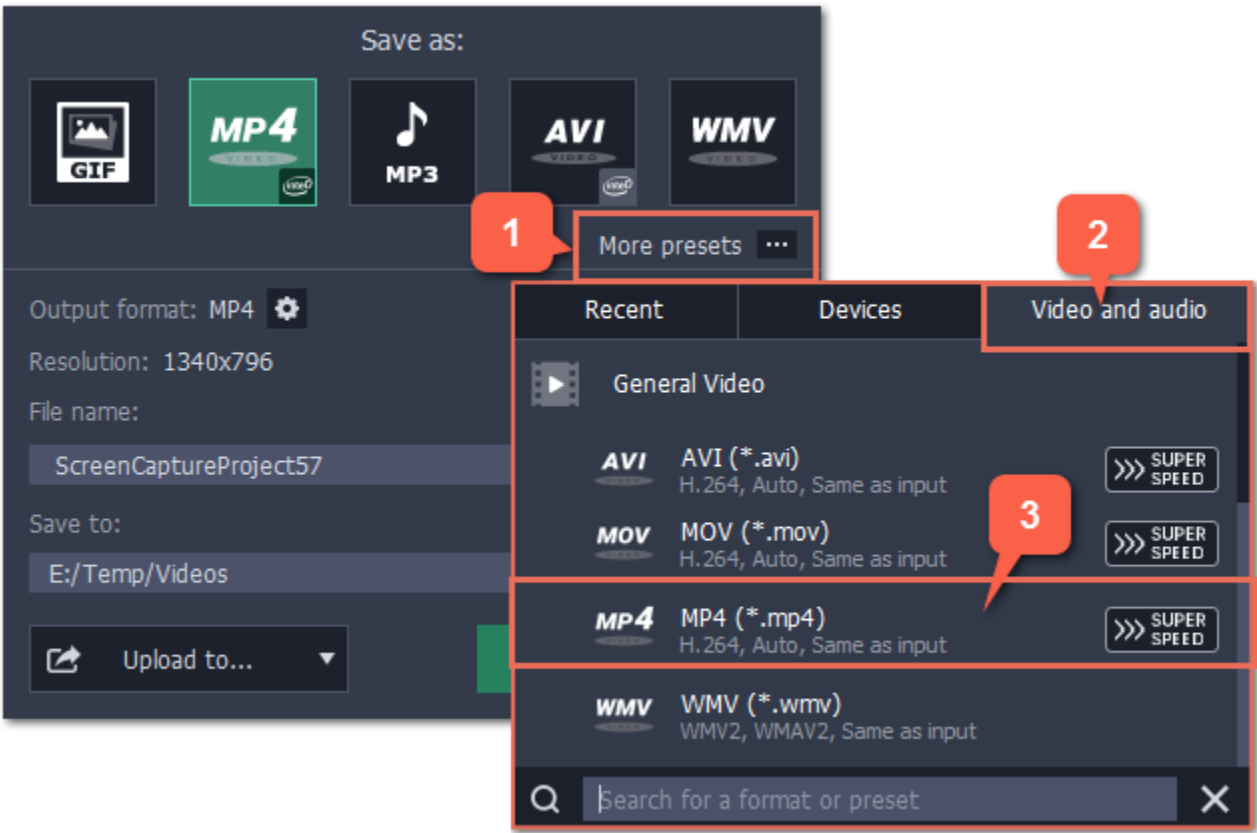 Save as:
GIF
MP4
VIDEO
intel
MP3
AVI
VIDEO
intel
WMV
VIDEO
1
More presets ...
2
Output format: MP4
Resolution: 1340x796
File name:
ScreenCaptureProject57
Save to:
E:/Temp/Videos
Upload to...
Recent
Devices
Video and audio
General Video
AVI
AVI (*.avi)
H.264, Auto, Same as input
SUPER
SPEED
3
MOV
MOV (*.mov)
H.264, Auto, Same as input
SUPER
SPEED
MP4
MP4 (*.mp4)
H.264, Auto, Same as input
SUPER
SPEED
WMV
WMV (*.wmv)
WMV2, WMAV2, Same as input
Search for a format or preset